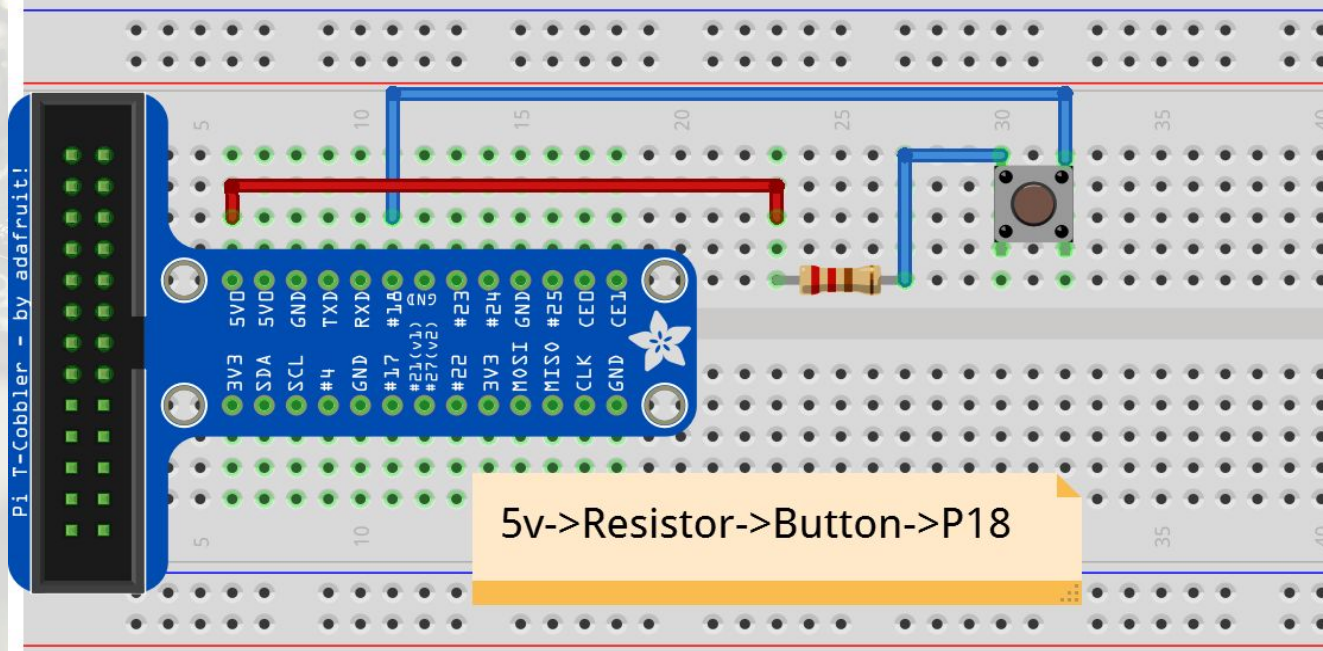 5 10 15 20 25 30 35 40
Pi T-Cobbler - by adafruit!
5V0 5V0 GND TXD RXD #18 GND #23 #24 GND #25 CE0 CE1
3V3 SDA SCL #4 GND #17 #21(v1) #27(v2) #22 3V3 MOSI MISO CLK GND
5v->Resistor->Button->P18
5 10 35 40